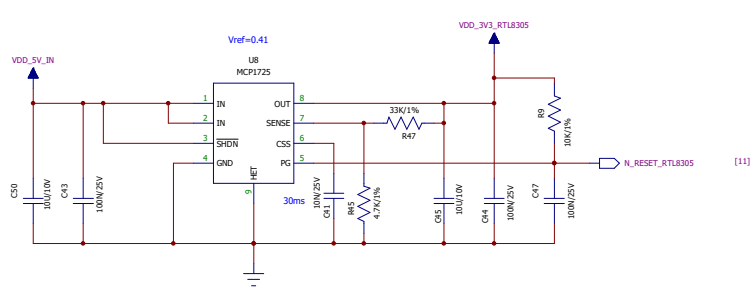 VDD_3V3_RTL8305
Vref=0.41
VDD_5V_IN
U8
MCP1725
1 IN
2 IN
3 SHDN
4 GND
OUT 8
SENSE 7
CSS 6
PG 5
HET
9
33K/1%
R47
R9
10K/1%
N_RESET_RTL8305
[11]
C50
10U/10V
C43
100N/25V
30ms
10N/25V
C41
R45
4.7K/1%
C45
10U/10V
C44
100N/25V
C47
100N/25V